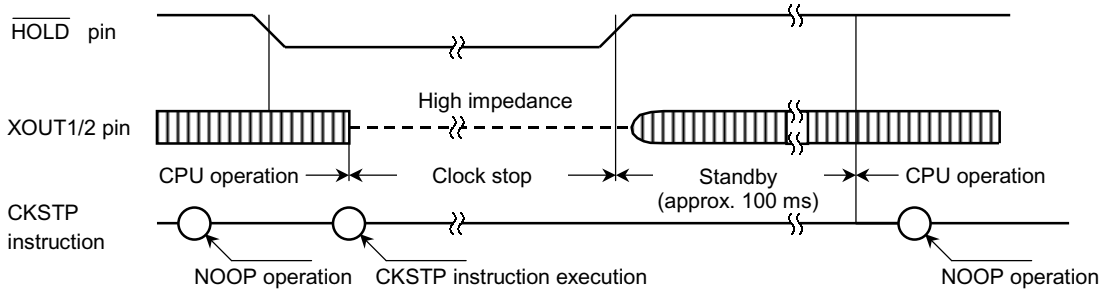 HOLD pin
High impedance
XOUT1/2 pin
CPU operation
Clock stop
Standby
(approx. 100 ms)
CPU operation
CKSTP
instruction
NOOP operation
CKSTP instruction execution
NOOP operation